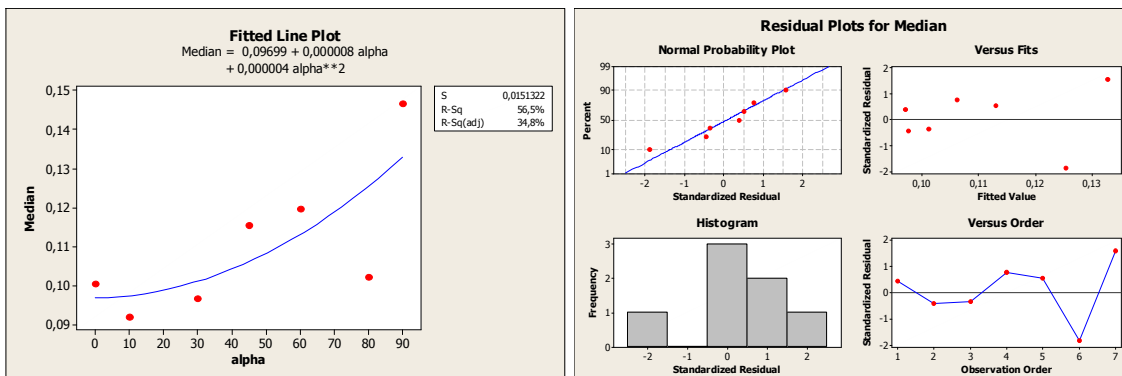 Fitted Line Plot
Median = 0,09699 + 0,000008 alpha
+ 0,000004 alpha**2
S 0,0151322
R-Sq 56,5%
R-Sq(adj) 34,8%
Median
0,15
0,14
0,13
0,12
0,11
0,10
0,09
0 10 20 30 40 50 60 70 80 90
alpha
Residual Plots for Median
Normal Probability Plot
Percent
99
90
50
10
1
-2 -1 0 1 2
Standardized Residual
Versus Fits
Standardized Residual
2
1
0
-1
-2
0,10 0,11 0,12 0,13
Fitted Value
Histogram
Frequency
3
2
1
0
-2 -1 0 1 2
Standardized Residual
Versus Order
Standardized Residual
2
1
0
-1
-2
1 2 3 4 5 6 7
Observation Order